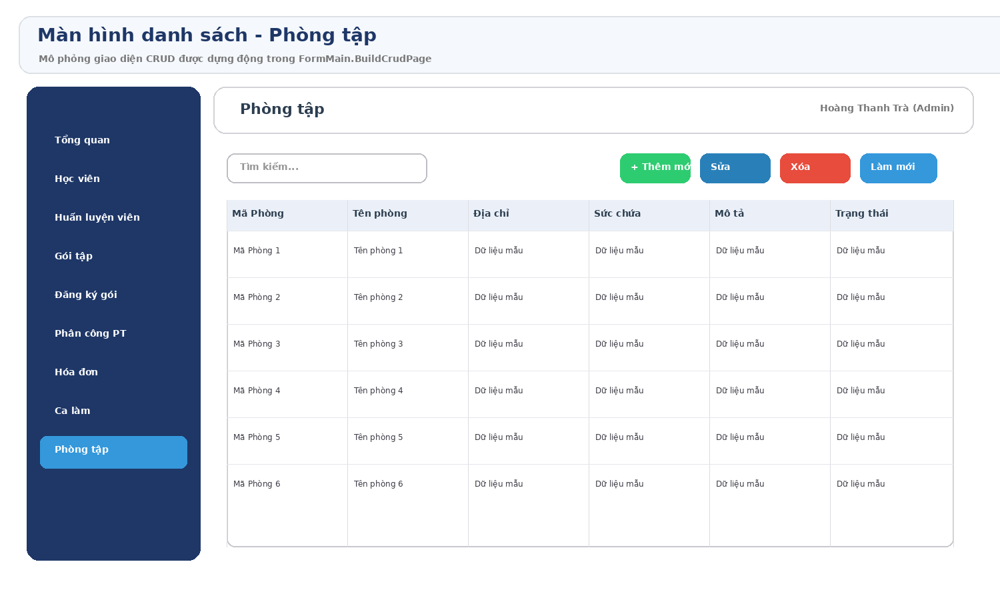 Màn hình danh sách - Phòng tập
Mô phỏng giao diện CRUD được dựng động trong FormMain.BuildCrudPage
Tổng quan
Học viên
Huấn luyện viên
Gói tập
Đăng ký gói
Phân công PT
Hóa đơn
Ca làm
Phòng tập
Phòng tập
Hoàng Thanh Trà (Admin)
Tìm kiếm...
+ Thêm mớ
Sửa
Xóa
Làm mới
Mã Phòng Tên phòng Địa chỉ Sức chứa Mô tả Trạng thái
Mã Phòng 1 Tên phòng 1 Dữ liệu mẫu Dữ liệu mẫu Dữ liệu mẫu Dữ liệu mẫu
Mã Phòng 2 Tên phòng 2 Dữ liệu mẫu Dữ liệu mẫu Dữ liệu mẫu Dữ liệu mẫu
Mã Phòng 3 Tên phòng 3 Dữ liệu mẫu Dữ liệu mẫu Dữ liệu mẫu Dữ liệu mẫu
Mã Phòng 4 Tên phòng 4 Dữ liệu mẫu Dữ liệu mẫu Dữ liệu mẫu Dữ liệu mẫu
Mã Phòng 5 Tên phòng 5 Dữ liệu mẫu Dữ liệu mẫu Dữ liệu mẫu Dữ liệu mẫu
Mã Phòng 6 Tên phòng 6 Dữ liệu mẫu Dữ liệu mẫu Dữ liệu mẫu Dữ liệu mẫu